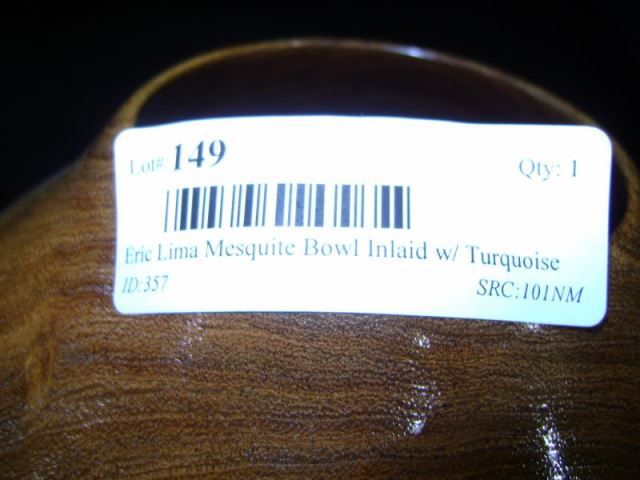 Lot# 149 Qty: 1
Eric Lima Mesquite Bowl Inlaid w/ Turquoise
ID:357 SRC:101NM